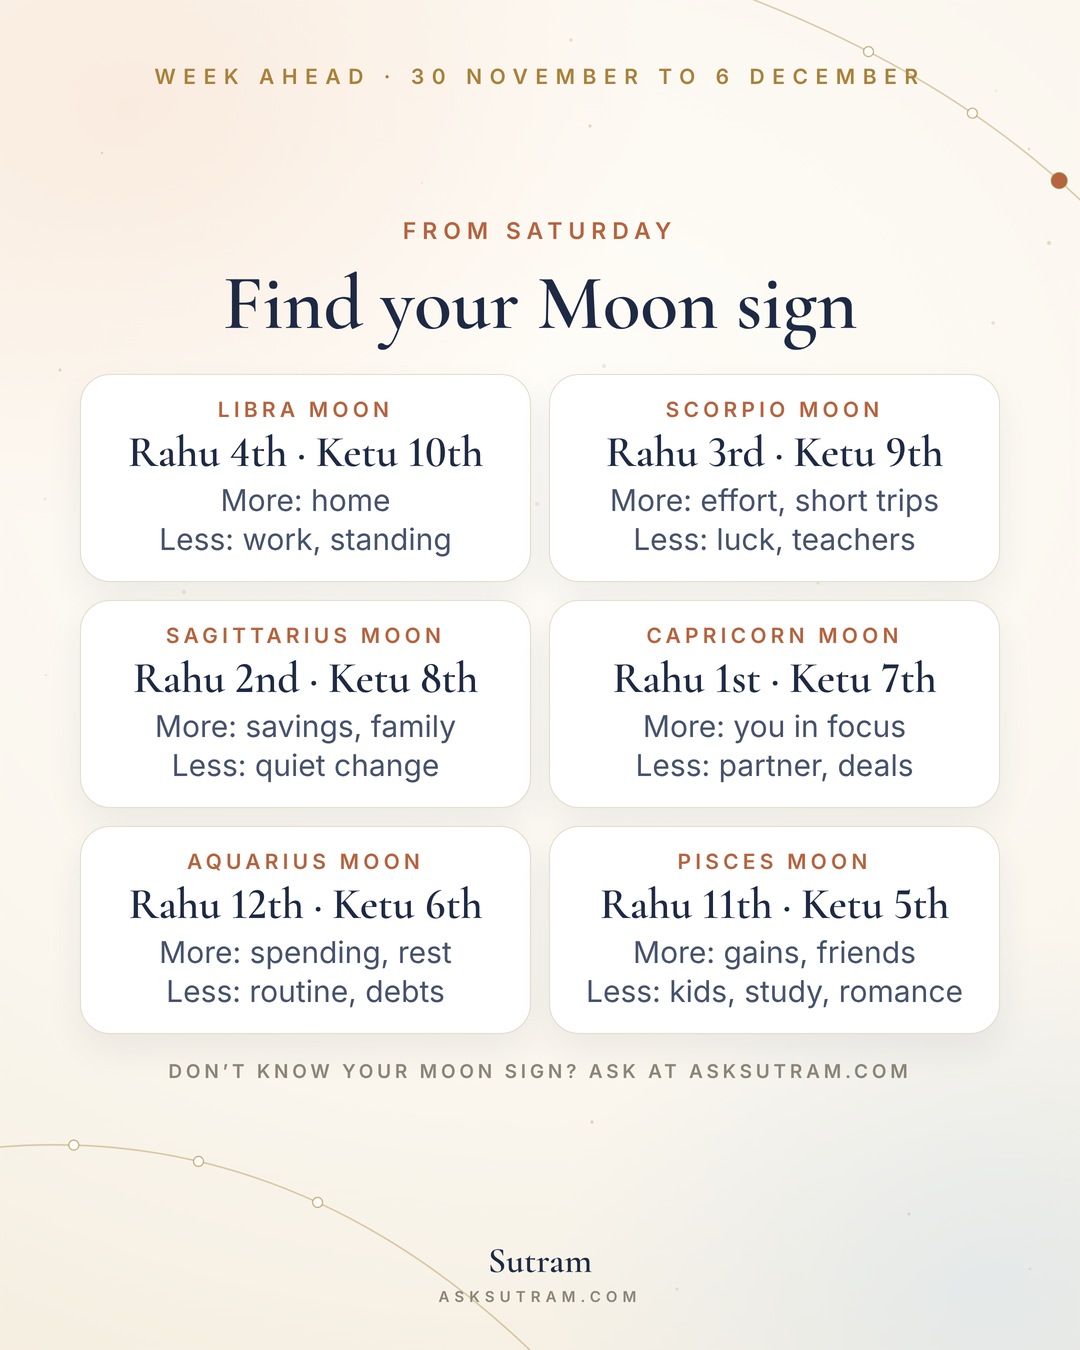 WEEK AHEAD · 30 NOVEMBER TO 6 DECEMBER
FROM SATURDAY
Find your Moon sign
LIBRA MOON
Rahu 4th · Ketu 10th
More: home
Less: work, standing
SCORPIO MOON
Rahu 3rd · Ketu 9th
More: effort, short trips
Less: luck, teachers
SAGITTARIUS MOON
Rahu 2nd · Ketu 8th
More: savings, family
Less: quiet change
CAPRICORN MOON
Rahu 1st · Ketu 7th
More: you in focus
Less: partner, deals
AQUARIUS MOON
Rahu 12th · Ketu 6th
More: spending, rest
Less: routine, debts
PISCES MOON
Rahu 11th · Ketu 5th
More: gains, friends
Less: kids, study, romance
DON’T KNOW YOUR MOON SIGN? ASK AT ASKSUTRAM.COM
Sutram
ASKSUTRAM.COM